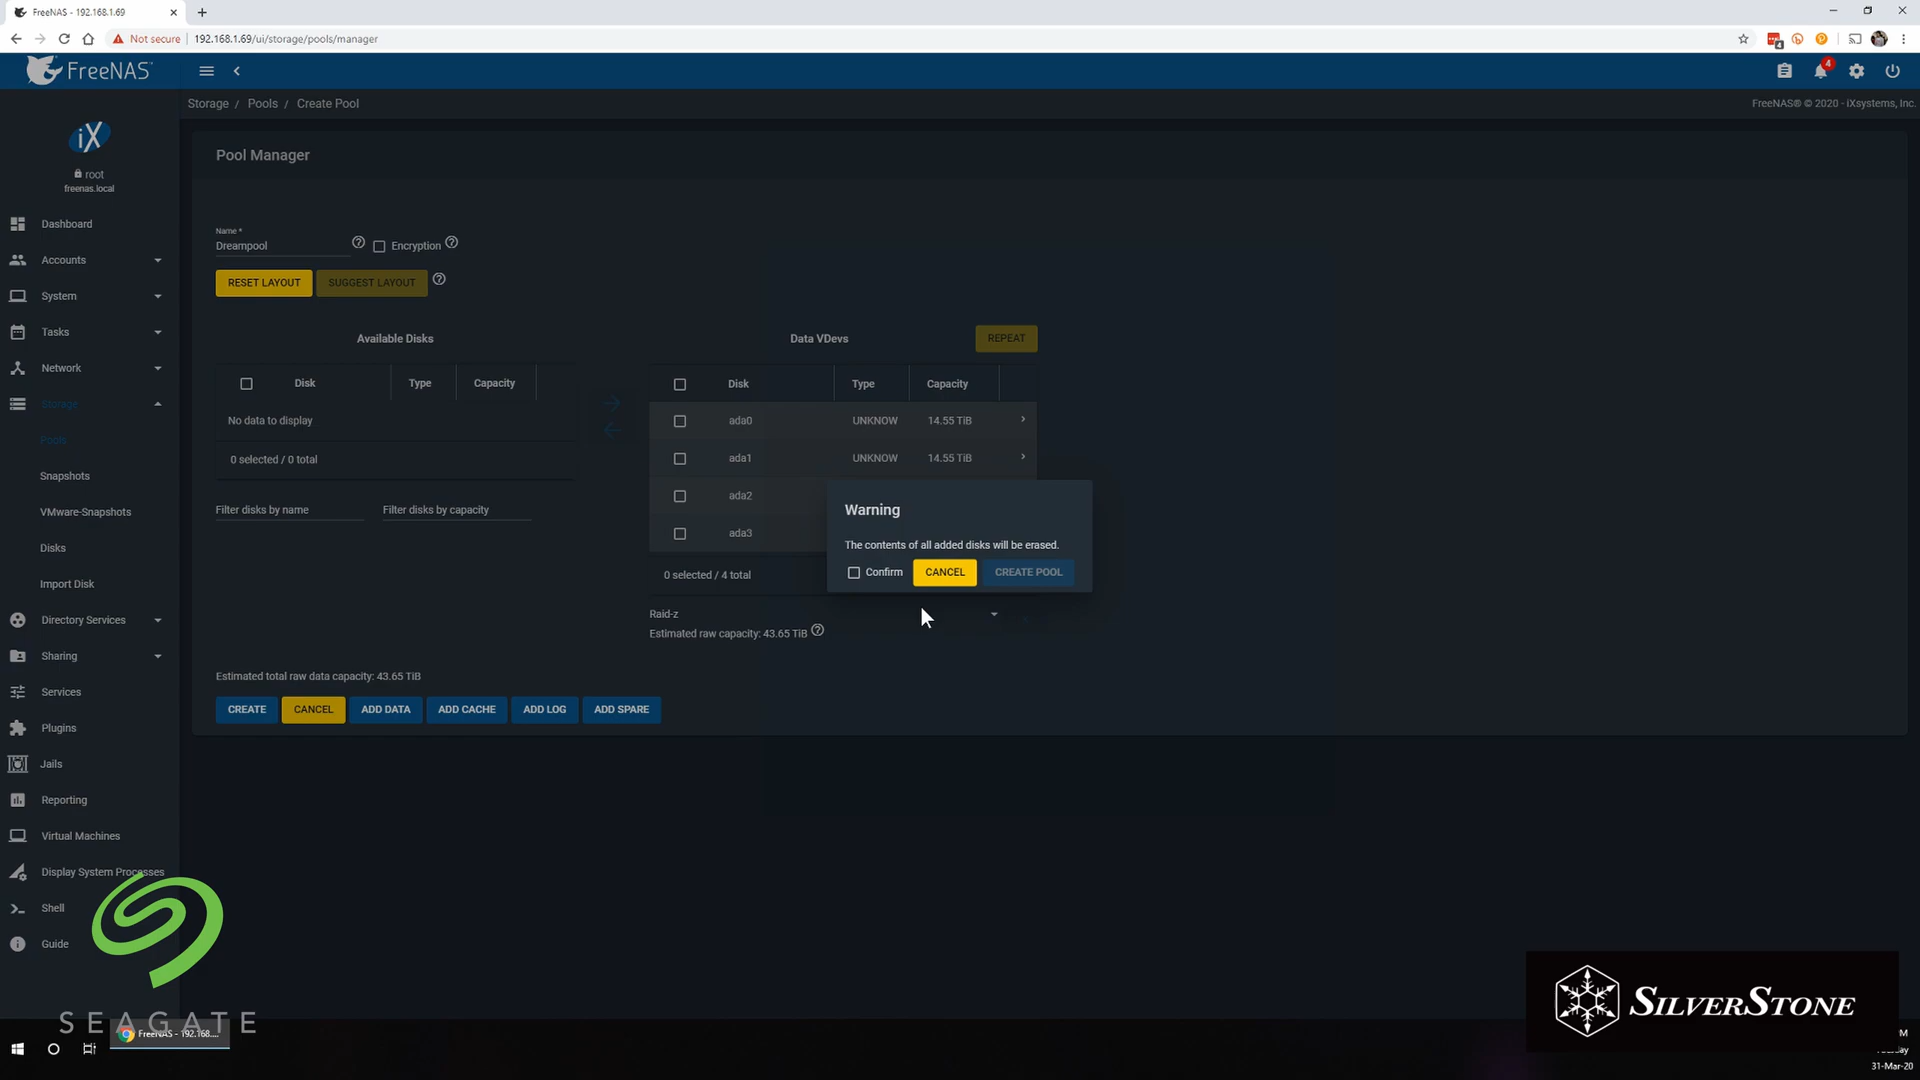 FreeNAS - 192.168.1.69
Not secure 192.168.1.69/ui/storage/pools/manager
4
FreeNAS
4
Storage / Pools / Create Pool
FreeNAS® © 2020 - iXsystems, Inc.
iX
root
freenas.local
Dashboard
Accounts
System
Tasks
Network
Storage
Pools
Snapshots
VMware-Snapshots
Disks
Import Disk
Directory Services
Sharing
Services
Plugins
Jails
Reporting
Virtual Machines
Display System Processes
Shell
Guide
Pool Manager
Name *
Dreampool
Encryption
RESET LAYOUT SUGGEST LAYOUT
Available Disks
Disk Type Capacity
No data to display
0 selected / 0 total
Filter disks by name Filter disks by capacity
Data VDevs REPEAT
Disk Type Capacity
ada0 UNKNOW 14.55 TiB
ada1 UNKNOW 14.55 TiB
ada2
ada3
0 selected / 4 total
Raid-z
Estimated raw capacity: 43.65 TiB
Warning
The contents of all added disks will be erased.
Confirm CANCEL CREATE POOL
Estimated total raw data capacity: 43.65 TiB
CREATE CANCEL ADD DATA ADD CACHE ADD LOG ADD SPARE
SEAGATE
FreeNAS - 192.168....
SILVERSTONE
31-Mar-20